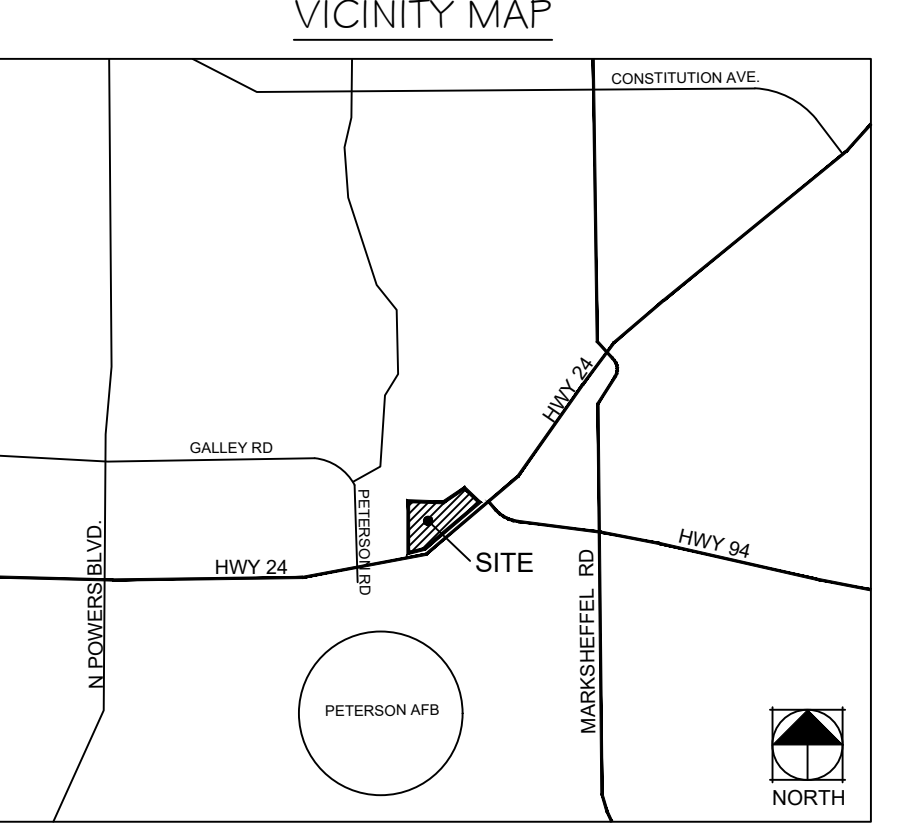 VICINITY MAP
CONSTITUTION AVE.
HWY 24
GALLEY RD
PETERSON RD
N POWERS BLVD.
HWY 24
SITE
HWY 94
MARKSHEFFEL RD
PETERSON AFB
NORTH